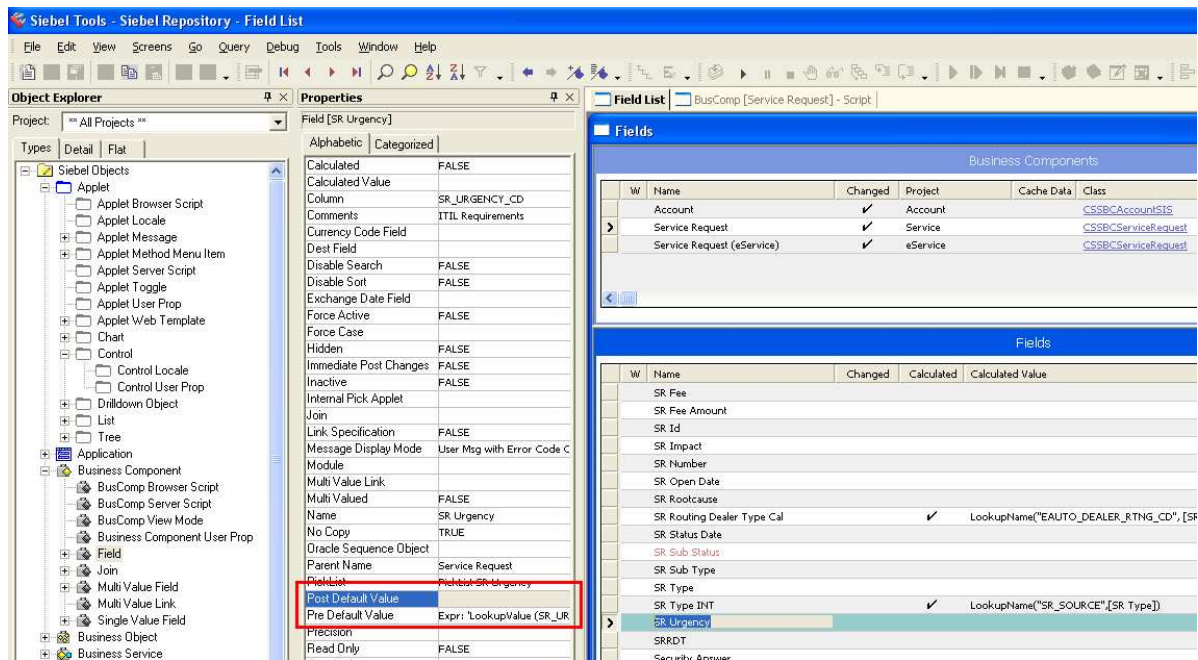 Siebel Tools - Siebel Repository - Field List
File Edit View Screens Go Query Debug Tools Window Help
Object Explorer
Project: ** All Projects **
Types Detail Flat
Siebel Objects
Applet
Applet Browser Script
Applet Locale
Applet Message
Applet Method Menu Item
Applet Server Script
Applet Toggle
Applet User Prop
Applet Web Template
Chart
Control
Control Locale
Control User Prop
Drilldown Object
List
Tree
Application
Business Component
BusComp Browser Script
BusComp Server Script
BusComp View Mode
Business Component User Prop
Field
Join
Multi Value Field
Multi Value Link
Single Value Field
Business Object
Business Service
Properties
Field [SR Urgency]
Alphabetic Categorized
Calculated FALSE
Calculated Value
Column SR_URGENCY_CD
Comments ITIL Requirements
Currency Code Field
Dest Field
Disable Search FALSE
Disable Sort FALSE
Exchange Date Field
Force Active FALSE
Force Case
Hidden FALSE
Immediate Post Changes FALSE
Inactive FALSE
Internal Pick Applet
Join
Link Specification FALSE
Message Display Mode User Msg with Error Code C
Module
Multi Value Link
Multi Valued FALSE
Name SR Urgency
No Copy TRUE
Oracle Sequence Object
Parent Name Service Request
PickList PickList SR Urgency
Post Default Value
Pre Default Value Expr: 'LookupValue (SR_UR
Precision
Read Only FALSE
Field List BusComp [Service Request] - Script
Fields
Business Components
W Name Changed Project Cache Data Class
Account Account CSSBCAccountSIS
Service Request Service CSSBCServiceRequest
Service Request (eService) eService CSSBCServiceRequest
Fields
W Name Changed Calculated Calculated Value
SR Fee
SR Fee Amount
SR Id
SR Impact
SR Number
SR Open Date
SR Rootcause
SR Routing Dealer Type Cal LookupName("EAUTO_DEALER_RTNG_CD", [SR
SR Status Date
SR Sub Status
SR Sub Type
SR Type
SR Type INT LookupName("SR_SOURCE",[SR Type])
SR Urgency
SRRDT
Security Answer